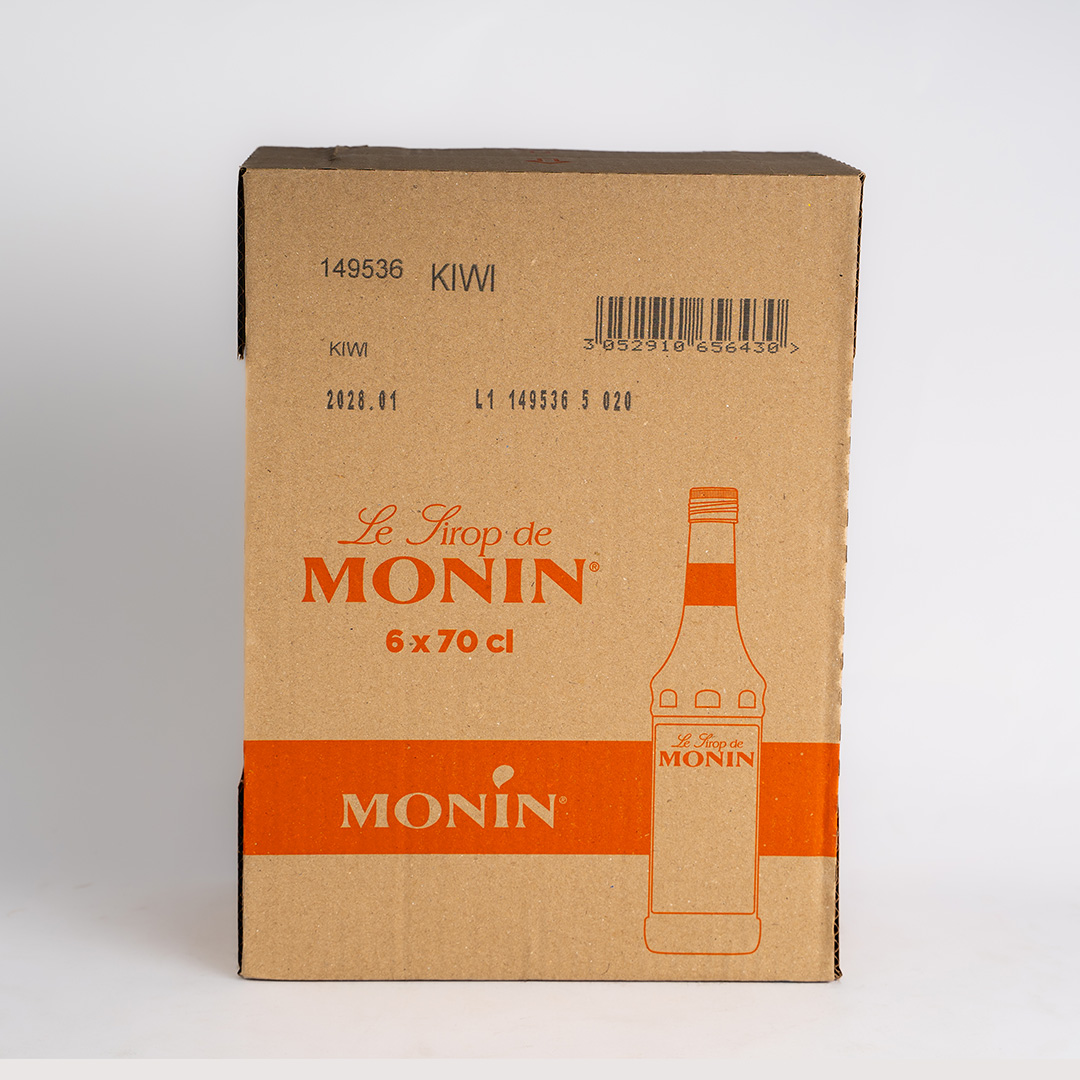 149536 KIWI
3 052910 656430 >
KIWI
2028.01 L1 149536 5 020
Le Sirop de
MONIN®
6 x 70 cl
Le Sirop de
MONIN
MONIN®